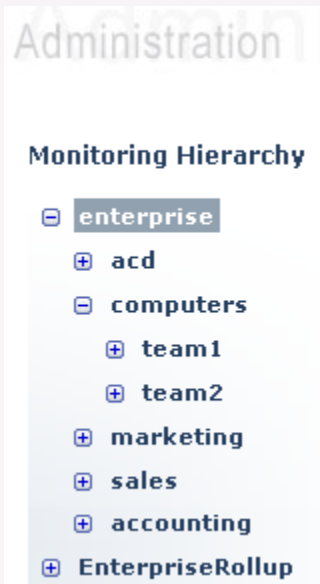 Administration
Monitoring Hierarchy
enterprise
acd
computers
team1
team2
marketing
sales
accounting
EnterpriseRollup